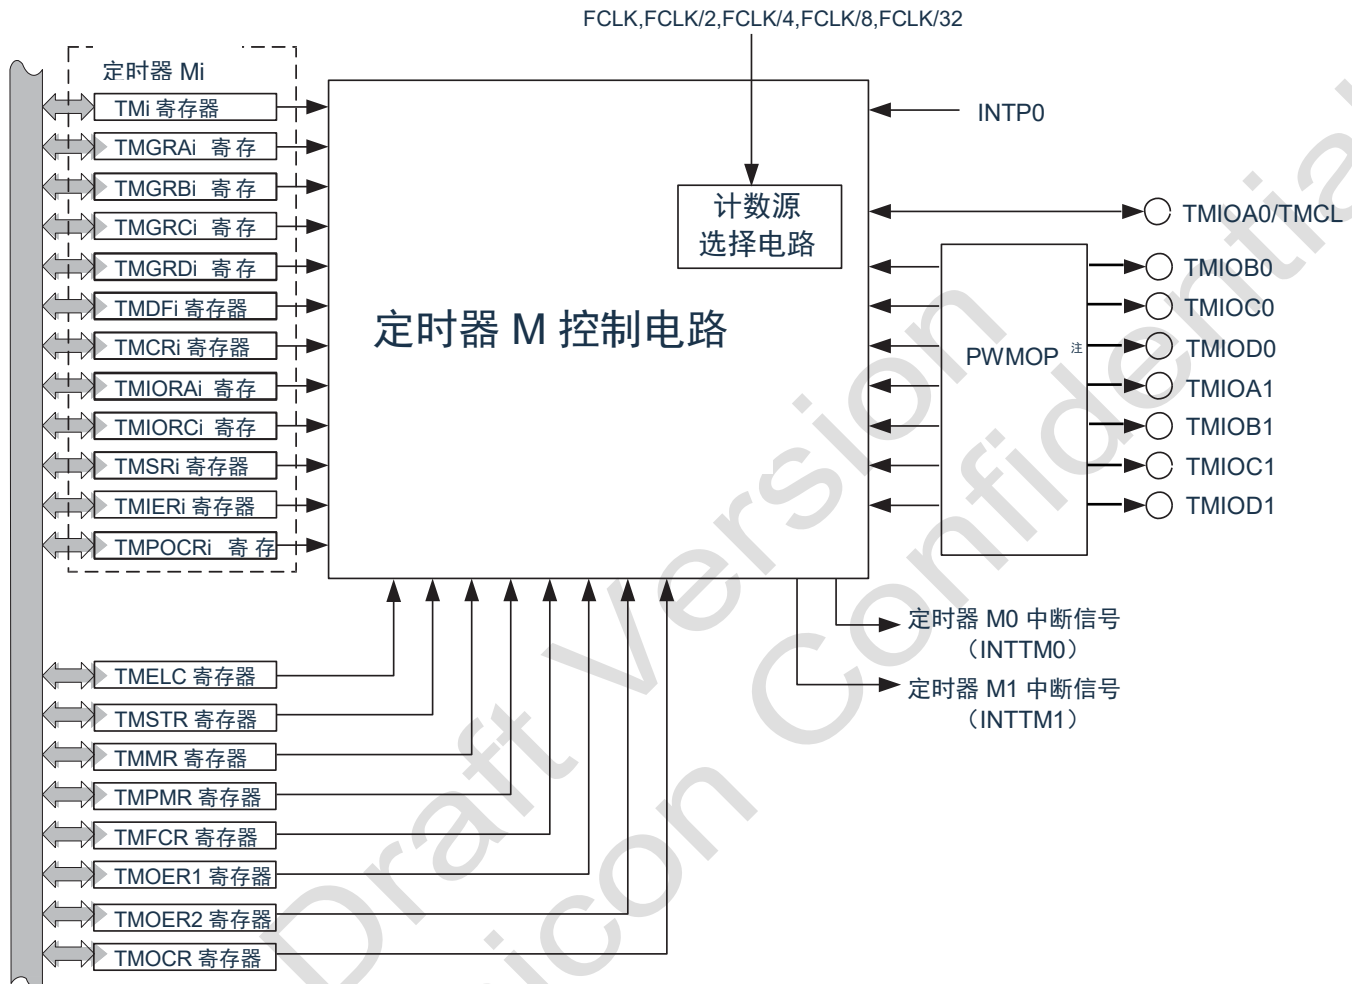 FCLK,FCLK/2,FCLK/4,FCLK/8,FCLK/32
定时器 Mi
TMi 寄存器
TMGRAi 寄存
TMGRBi 寄存
TMGRCi 寄存
TMGRDi 寄存
TMDFi 寄存器
TMCRi 寄存器
TMIORAi 寄存
TMIORCi 寄存
TMSRi 寄存器
TMIERi 寄存器
TMPOCRi 寄存
TMELC 寄存器
TMSTR 寄存器
TMMR 寄存器
TMPMR 寄存器
TMFCR 寄存器
TMOER1 寄存器
TMOER2 寄存器
TMOCR 寄存器
计数源
选择电路
定时器 M 控制电路
INTP0
TMIOA0/TMCL
PWMOP 注
TMIOB0
TMIOC0
TMIOD0
TMIOA1
TMIOB1
TMIOC1
TMIOD1
定时器 M0 中断信号
（INTTM0）
定时器 M1 中断信号
（INTTM1）
Draft Version
icon Confidential